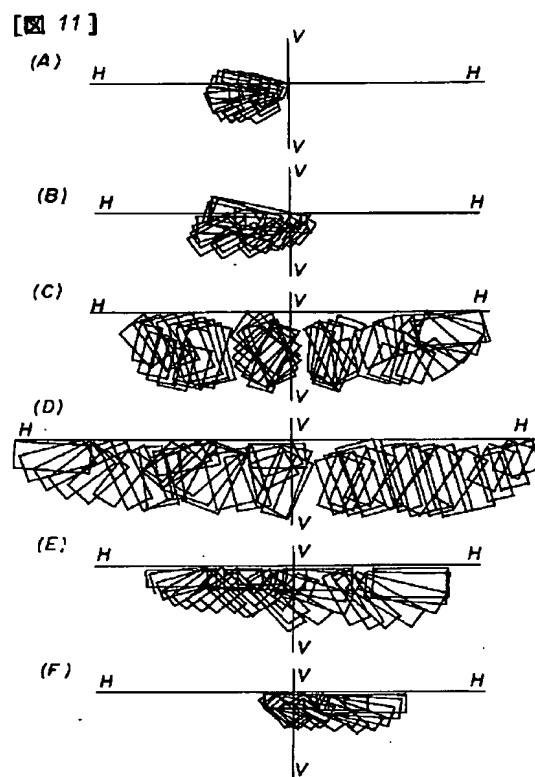 [図 11]
V
(A) H H
V
V
(B) H H
V
(C) H V H
V
(D) H V H
V
(E) H V H
V
(F) H V H
V